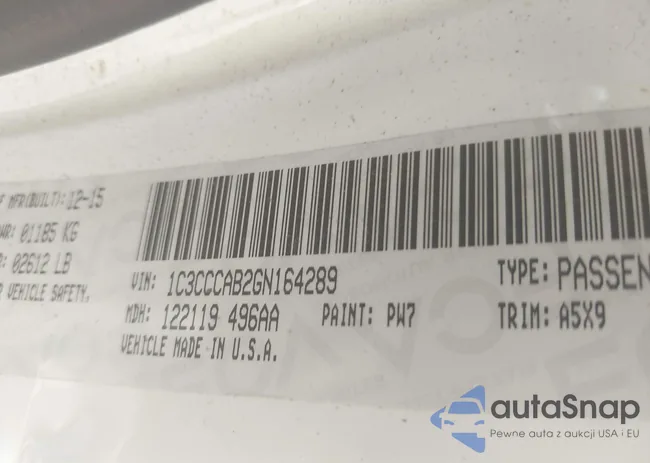 F MFR(BUILT): 12-15
WR: 01185 KG
R: 02612 LB
R VEHICLE SAFETY.
VIN: 1C3CCCAB2GN164289
TYPE: PASSEN
MDH: 122119 496AA
PAINT: PW7
TRIM: A5X9
VEHICLE MADE IN U.S.A.
autaSnap
Pewne auta z aukcji USA i EU